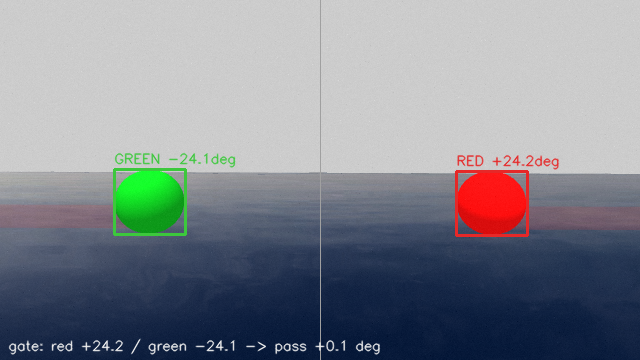 GREEN -24.1deg
RED +24.2deg
gate: red +24.2 / green -24.1 -> pass +0.1 deg